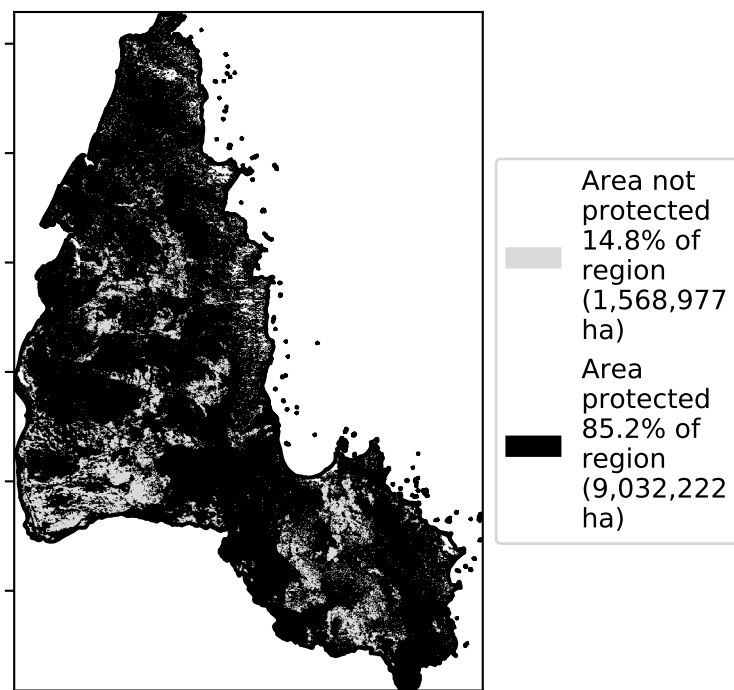 Area not
protected
14.8% of
region
(1,568,977
ha)
Area
protected
85.2% of
region
(9,032,222
ha)